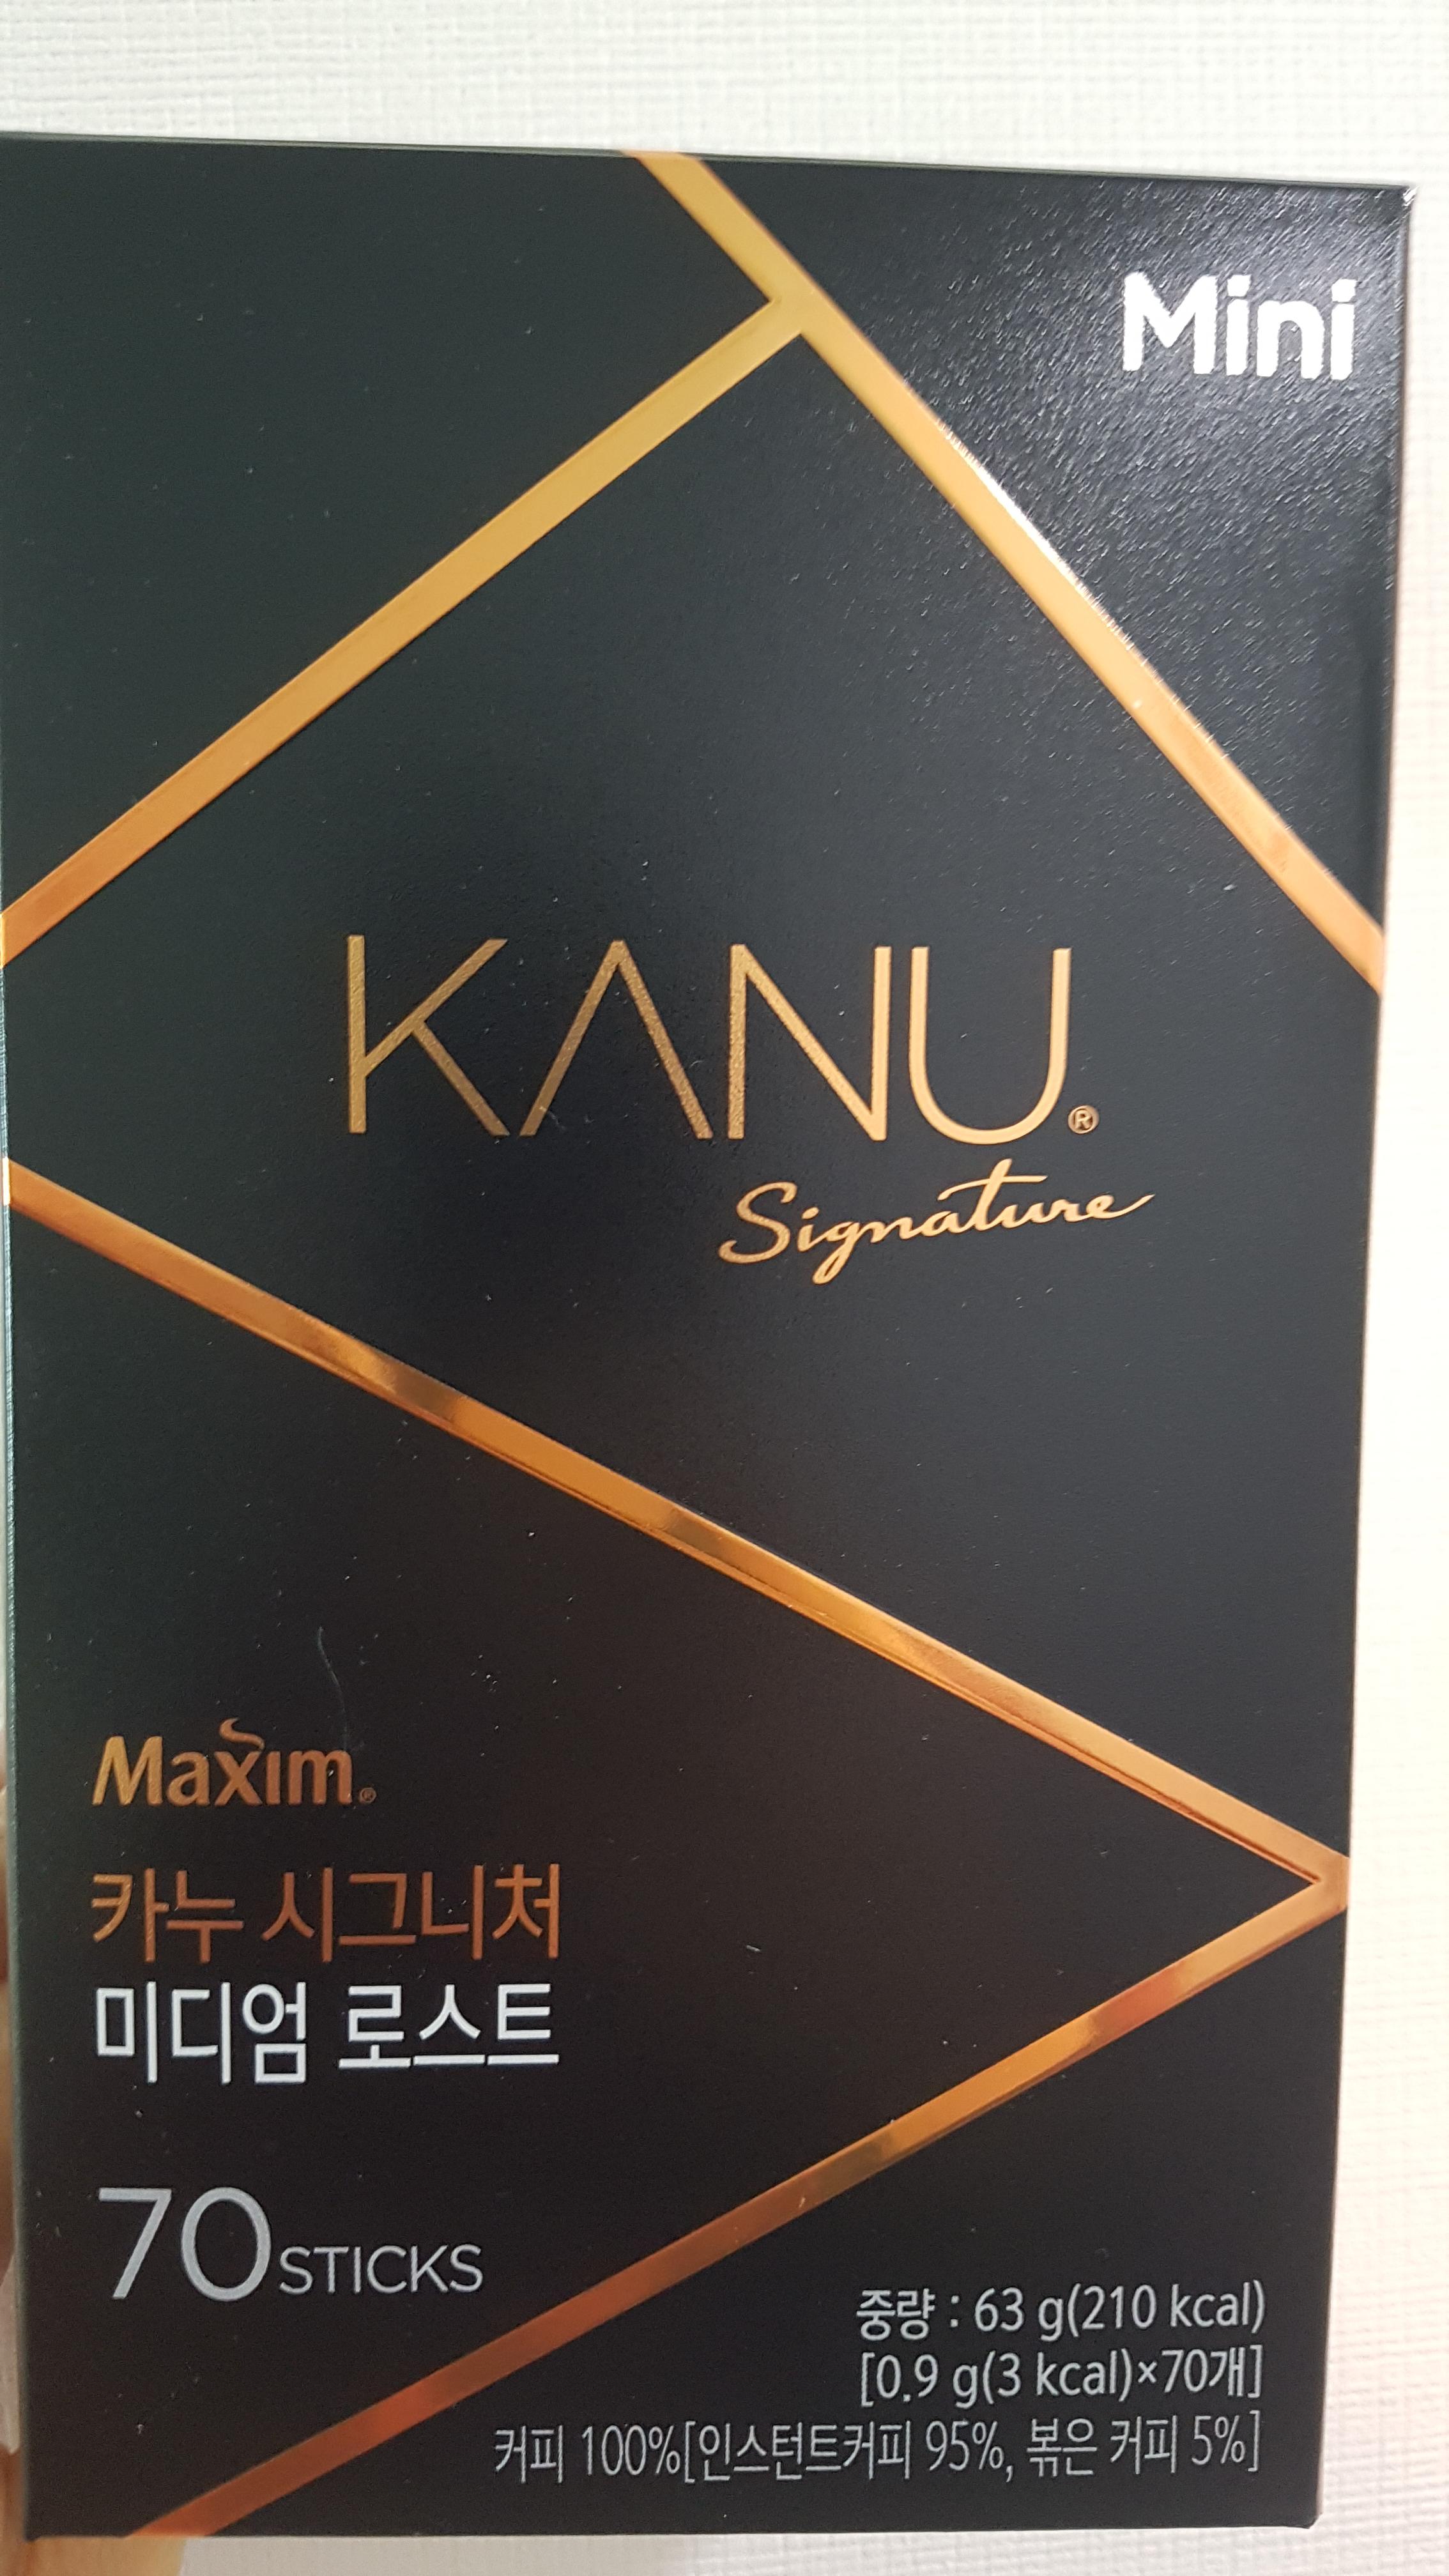 Mini
KANU®
Signature
Maxim®
카누 시그니처
미디엄 로스트
70 STICKS
중량 : 63 g(210 kcal)
[0.9 g(3 kcal)×70개]
커피 100%[인스턴트커피 95%, 볶은 커피 5%]